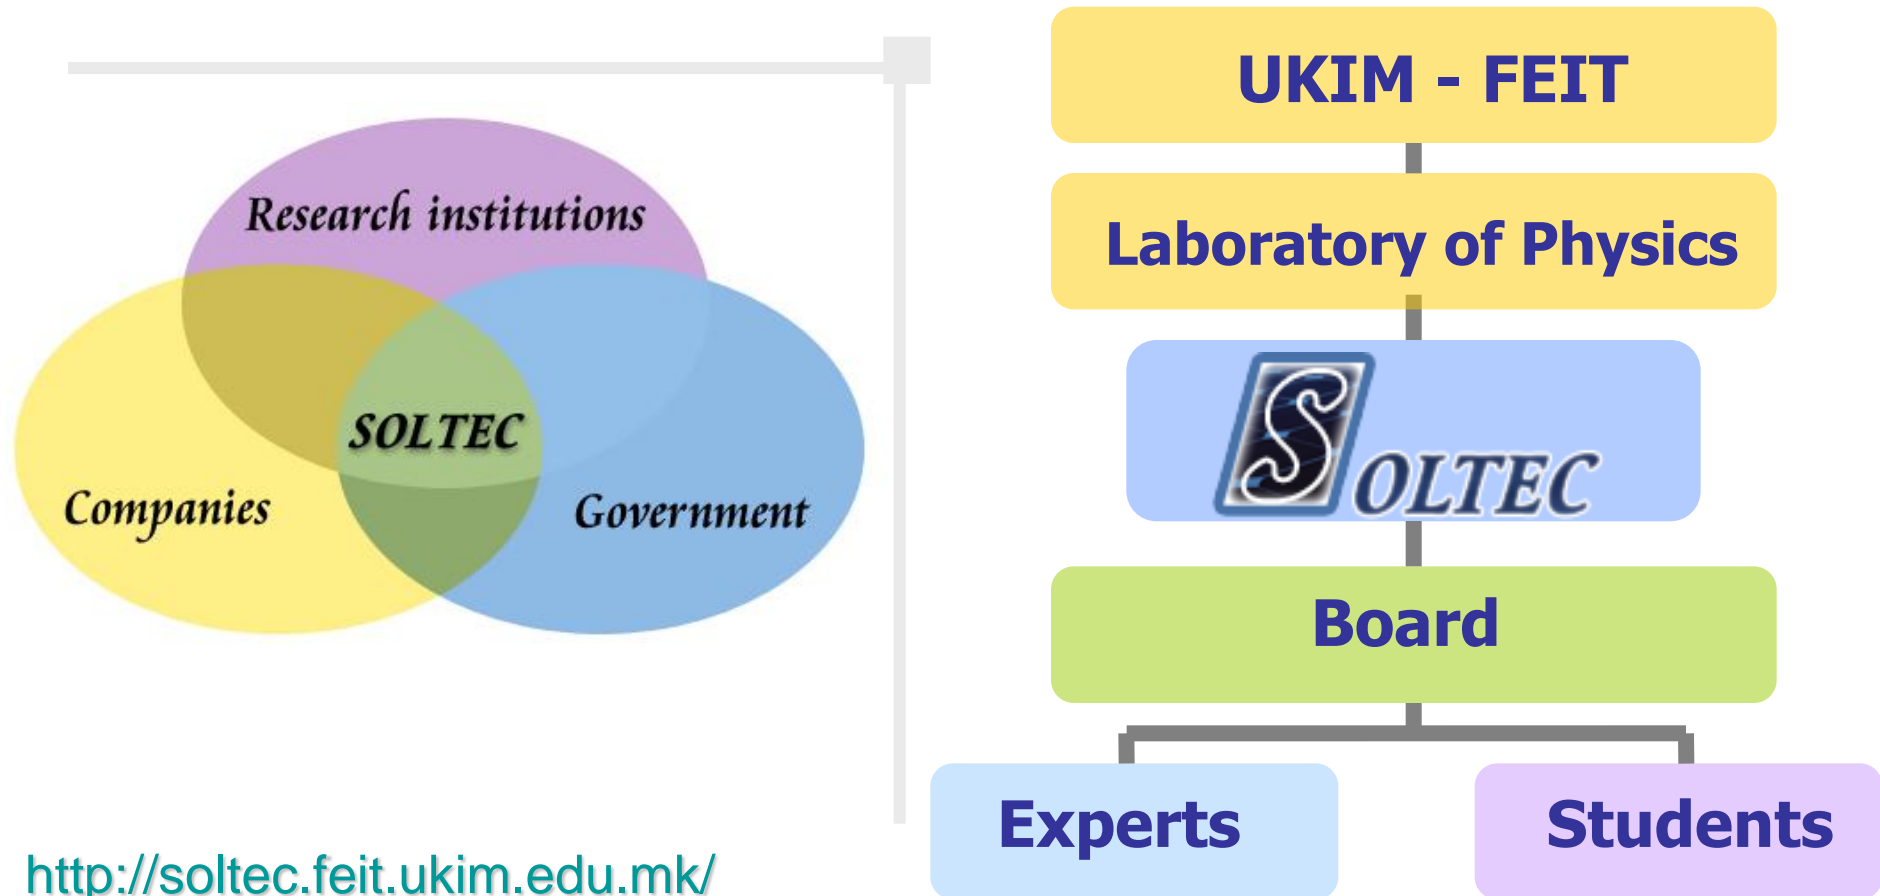 Research institutions
SOLTEC
Companies
Government
http://soltec.feit.ukim.edu.mk/
UKIM - FEIT
Laboratory of Physics
SOLTEC
Board
Experts
Students